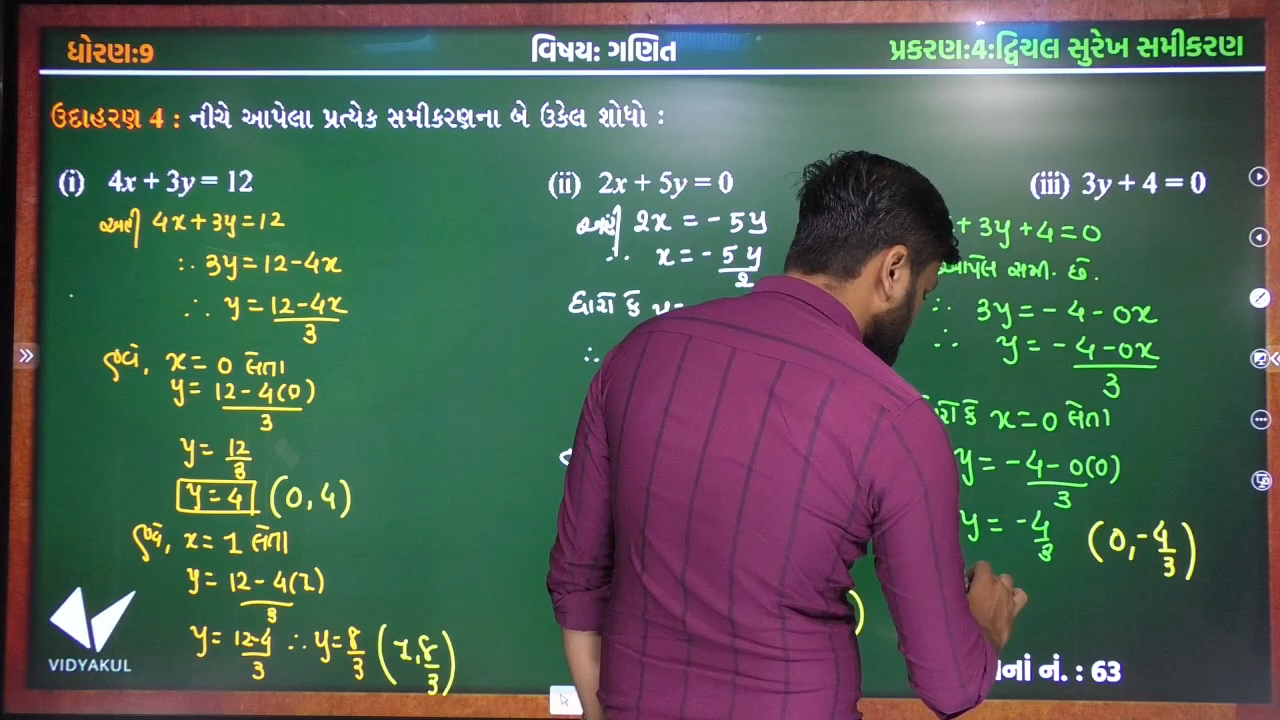 ધોરણ:9
વિષય: ગણિત
પ્રકરણ:4:દ્વિચલ સુરેખ સમીકરણ
ઉદાહરણ 4 : નીચે આપેલા પ્રત્યેક સમીકરણના બે ઉકેલ શોધો :
(i) 4x + 3y = 12
અહીં 4x+3y=12
∴ 3y=12-4x
∴ y=12-4x/3
હવે, x=0 લેતા
y=12-4(0)/3
y=12/3
y=4 (0,4)
હવે, x=1 લેતા
y=12-4(1)/3
y=12-4/3 ∴ y=8/3 (1,8/3)
(ii) 2x + 5y = 0
અહીં 2x = -5y
∴ x=-5y/2
ધારો કે
∴
)
(iii) 3y + 4 = 0
+3y+4=0
આપેલ સમી. છે.
∴ 3y=-4-0x
∴ y=-4-0x/3
કે x=0 લેતા
y=-4-0(0)/3
y=-4/3 (0,-4/3)
નં. : 63
VIDYAKUL